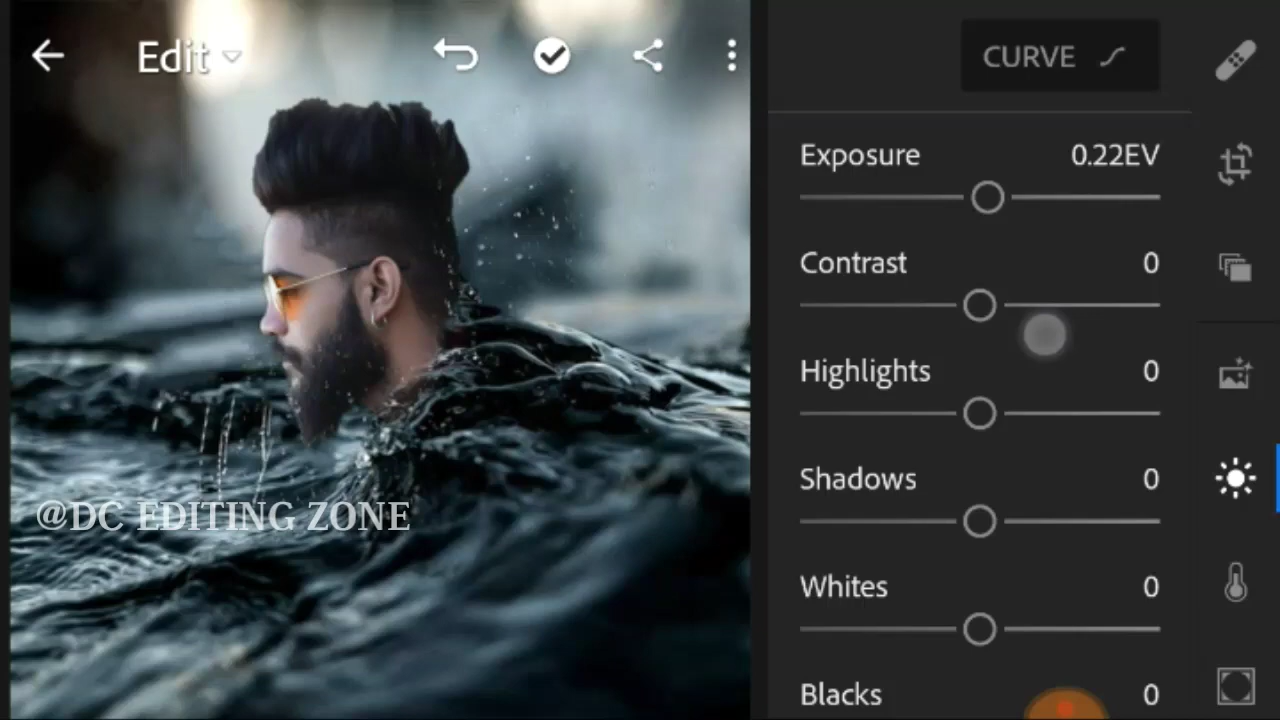 Edit
CURVE
Exposure 0.22EV
Contrast 0
Highlights 0
Shadows 0
Whites 0
Blacks 0
@DC EDITING ZONE